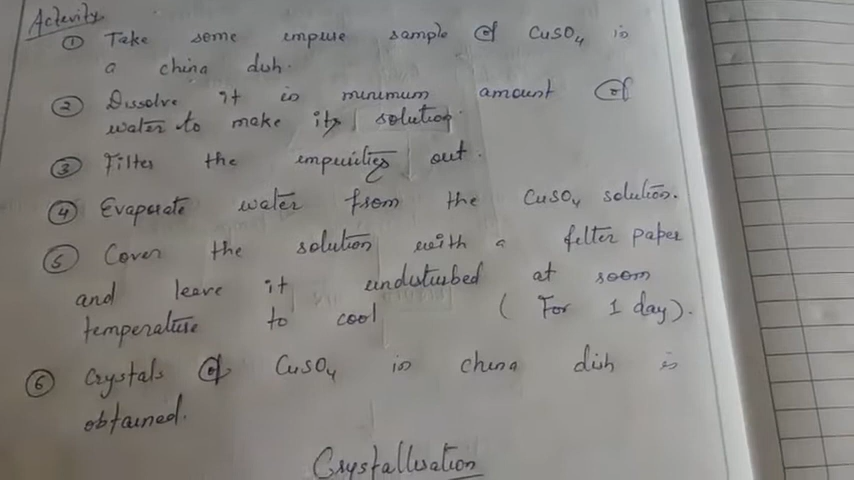 Activity
① Take some impure sample of CuSO4 in
a china dish.
② Dissolve it in minimum amount of
water to make its solution.
③ Filter the impurities out.
④ Evaporate water from the CuSO4 solution.
⑤ Cover the solution with a filter paper
and leave it undisturbed at room
temperature to cool (For 1 day).
⑥ Crystals of CuSO4 in china dish is
obtained.
Crystallisation